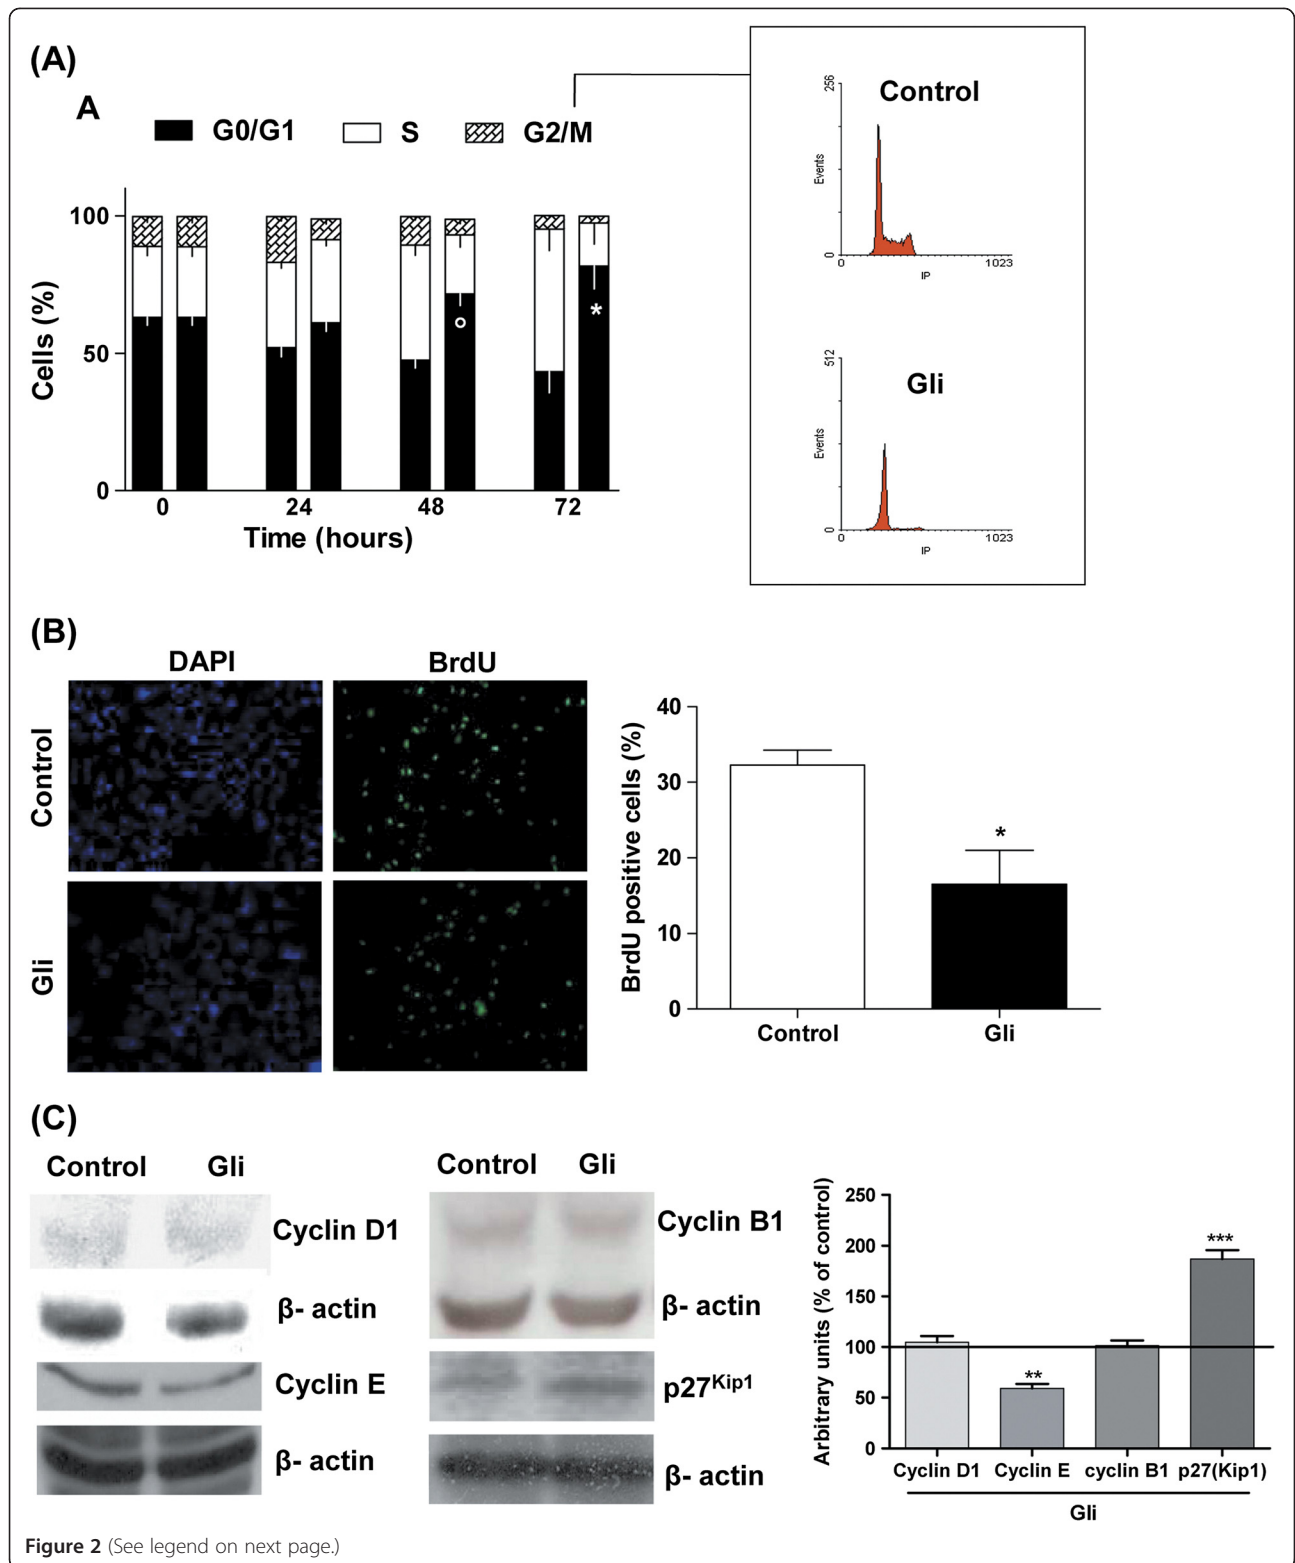 (A)
A
G0/G1 S G2/M
100
50
0
Cells (%)
0 24 48 72
Time (hours)
Control
256
Events
0
0 1023
IP
Gli
512
Events
0
0 1023
IP
*
(B)
DAPI BrdU
Control
Gli
BrdU positive cells (%)
40
30
20
10
0
*
Control Gli
(C)
Control Gli
Cyclin D1
β- actin
Cyclin E
β- actin
Control Gli
Cyclin B1
β- actin
p27Kip1
β- actin
Arbitrary units (% of control)
250
200
150
100
50
0
**
***
Cyclin D1 Cyclin E cyclin B1 p27(Kip1)
Gli
Figure 2 (See legend on next page.)